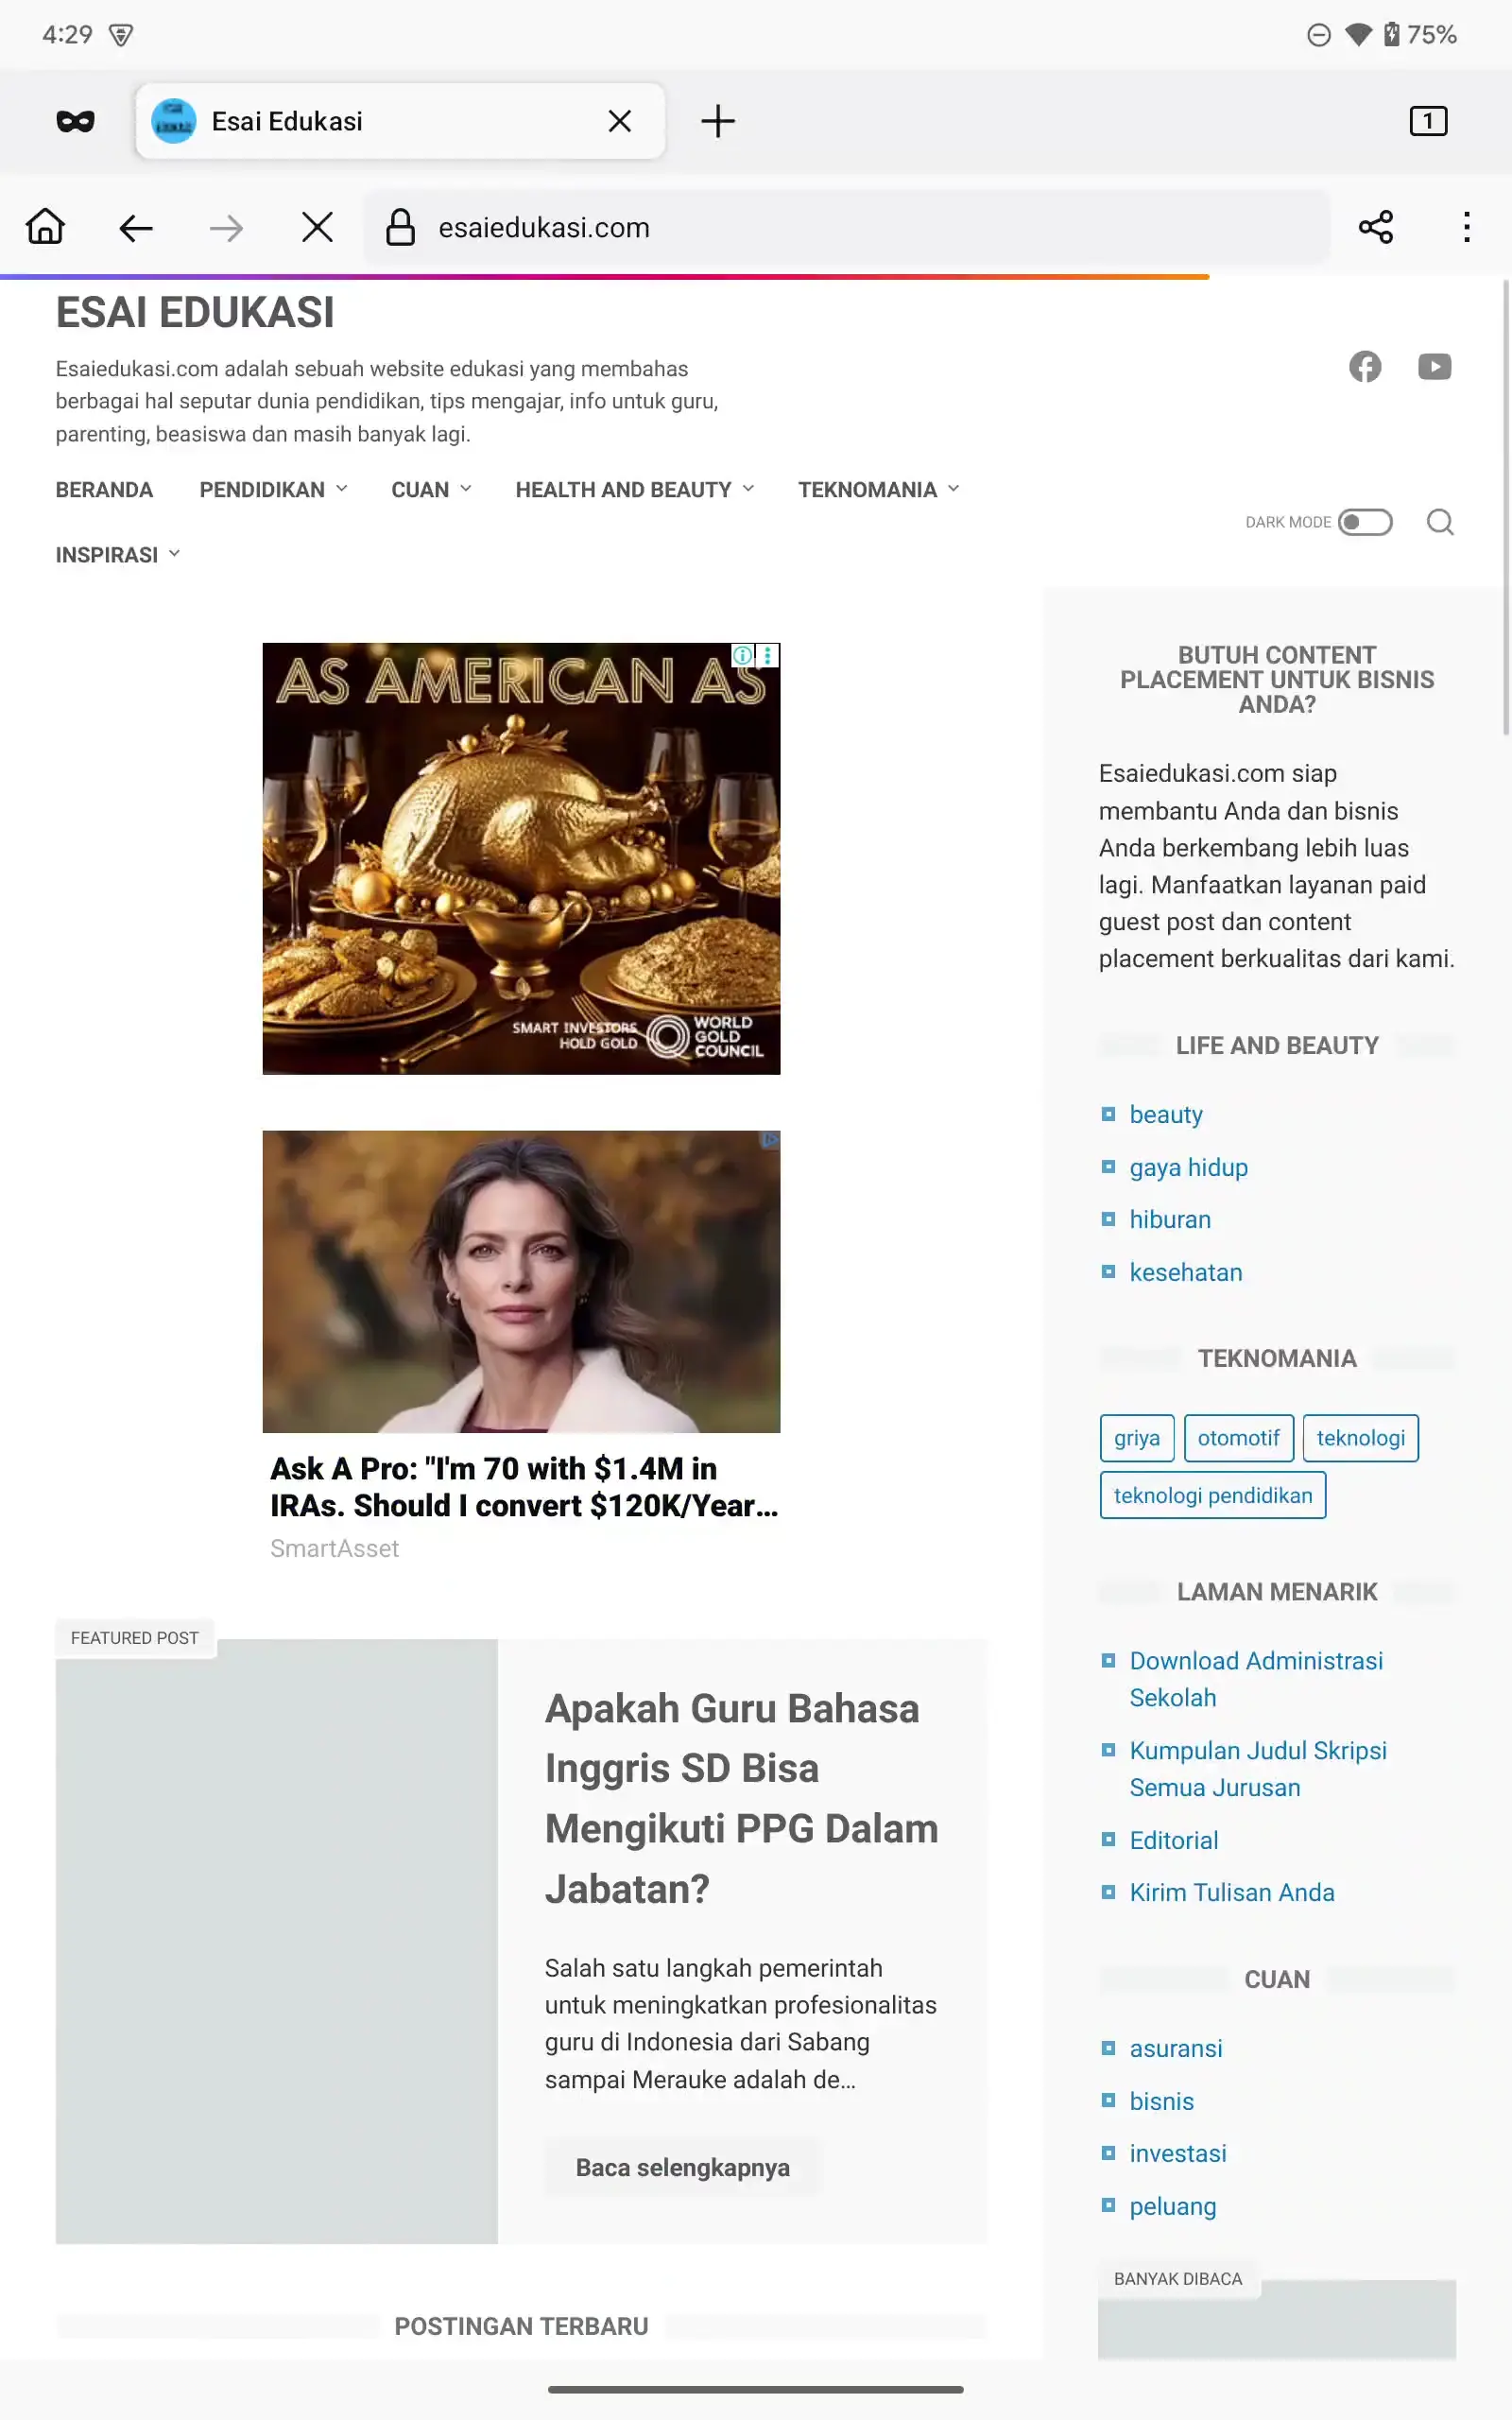 4:29
75%
Esai Edukasi
1
esaiedukasi.com
ESAI EDUKASI
Esaiedukasi.com adalah sebuah website edukasi yang membahas
berbagai hal seputar dunia pendidikan, tips mengajar, info untuk guru,
parenting, beasiswa dan masih banyak lagi.
BERANDA PENDIDIKAN CUAN HEALTH AND BEAUTY TEKNOMANIA
INSPIRASI
DARK MODE
AS AMERICAN AS
SMART INVESTORS
HOLD GOLD
WORLD
GOLD
COUNCIL
Ask A Pro: "I'm 70 with $1.4M in
IRAs. Should I convert $120K/Year...
SmartAsset
FEATURED POST
Apakah Guru Bahasa
Inggris SD Bisa
Mengikuti PPG Dalam
Jabatan?
Salah satu langkah pemerintah
untuk meningkatkan profesionalitas
guru di Indonesia dari Sabang
sampai Merauke adalah de...
Baca selengkapnya
POSTINGAN TERBARU
BUTUH CONTENT
PLACEMENT UNTUK BISNIS
ANDA?
Esaiedukasi.com siap
membantu Anda dan bisnis
Anda berkembang lebih luas
lagi. Manfaatkan layanan paid
guest post dan content
placement berkualitas dari kami.
LIFE AND BEAUTY
beauty
gaya hidup
hiburan
kesehatan
TEKNOMANIA
griya otomotif teknologi
teknologi pendidikan
LAMAN MENARIK
Download Administrasi
Sekolah
Kumpulan Judul Skripsi
Semua Jurusan
Editorial
Kirim Tulisan Anda
CUAN
asuransi
bisnis
investasi
peluang
BANYAK DIBACA